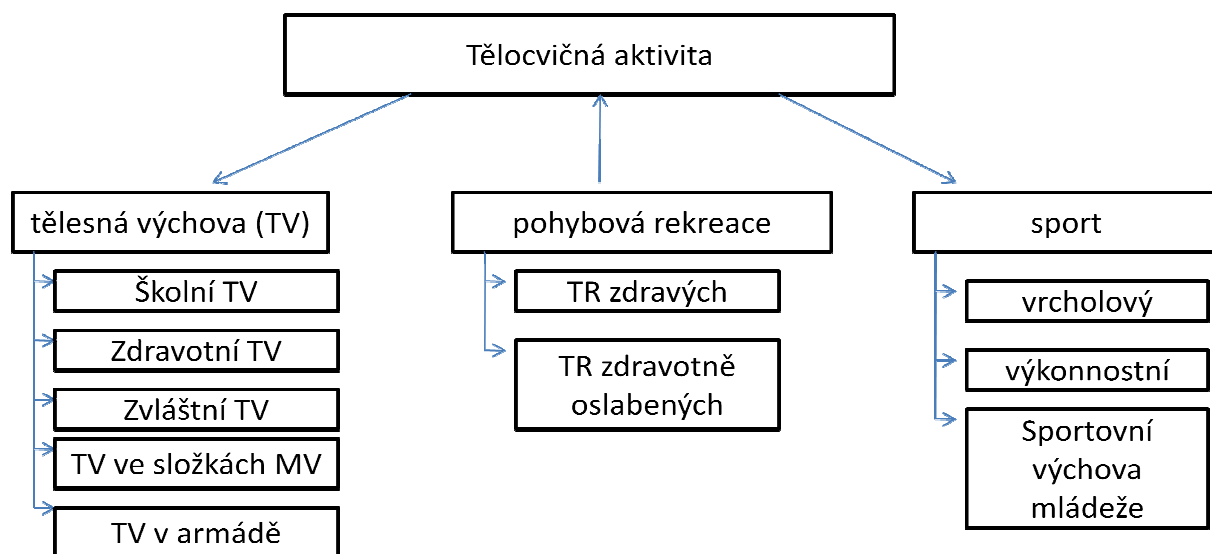 Tělocvičná aktivita
tělesná výchova (TV)
Školní TV
Zdravotní TV
Zvláštní TV
TV ve složkách MV
TV v armádě
pohybová rekreace
TR zdravých
TR zdravotně
oslabených
sport
vrcholový
výkonnostní
Sportovní
výchova
mládeže